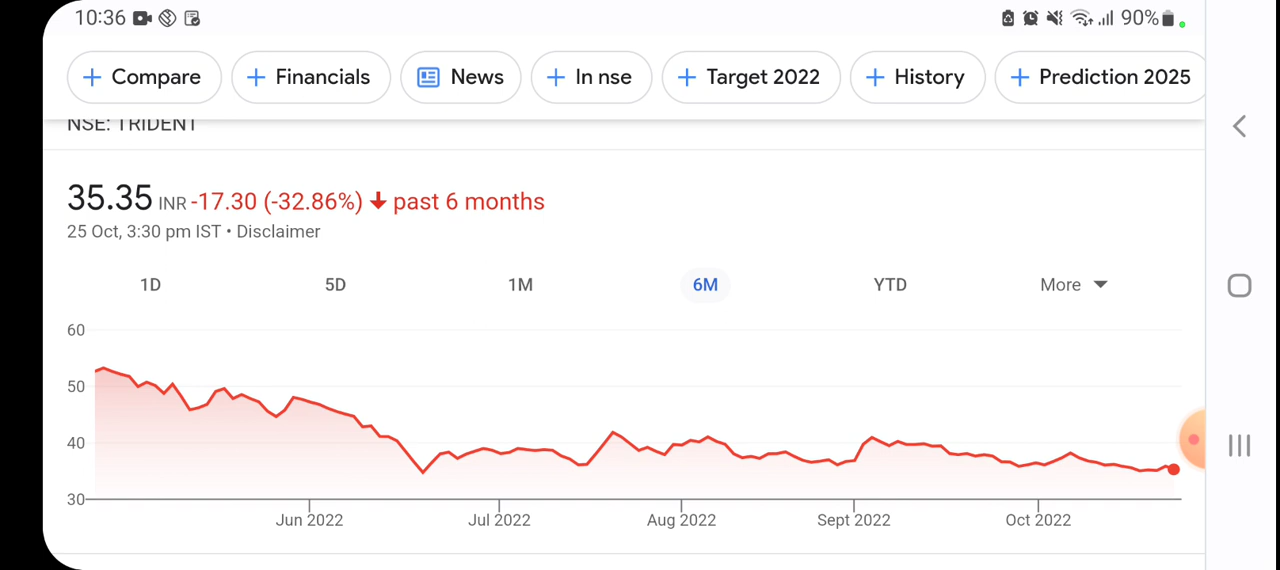 10:36 90%
Compare Financials News In nse Target 2022 History Prediction 2025
NSE: TRIDENT
35.35 INR -17.30 (-32.86%) past 6 months
25 Oct, 3:30 pm IST • Disclaimer
1D 5D 1M 6M YTD More
60
50
40
30
Jun 2022 Jul 2022 Aug 2022 Sept 2022 Oct 2022